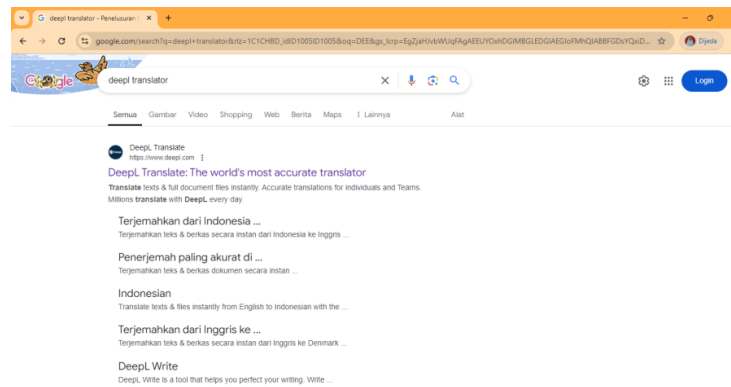 deepl translator - Penelusuran
google.com/search?q=deepl+translator&rlz=1C1CHBD_idID1005ID1005&oq=DEE&gs_lcrp=
Dijeda
Google
deepl translator
Login
Semua Gambar Video Shopping Web Berita Maps Lainnya Alat
DeepL Translate
https://www.deepl.com
DeepL Translate: The world's most accurate translator
Translate texts & full document files instantly. Accurate translations for individuals and Teams.
Millions translate with DeepL every day.
Terjemahkan dari Indonesia ...
Terjemahkan teks & berkas secara instan dari Indonesia ke Inggris ...
Penerjemah paling akurat di ...
Terjemahkan teks & berkas dokumen secara instan ...
Indonesian
Translate texts & files instantly from English to Indonesian with the ...
Terjemahkan dari Inggris ke ...
Terjemahkan teks & berkas secara instan dari Inggris ke Denmark ...
DeepL Write
DeepL Write is a tool that helps you perfect your writing. Write ...